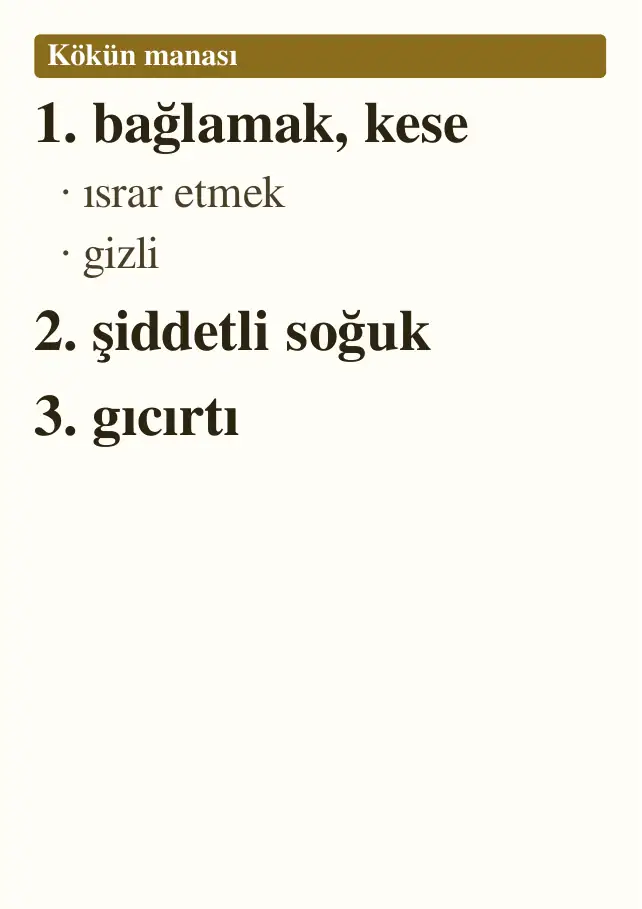 Kökün manası
1. bağlamak, kese
· ısrar etmek
· gizli
2. şiddetli soğuk
3. gıcırtı